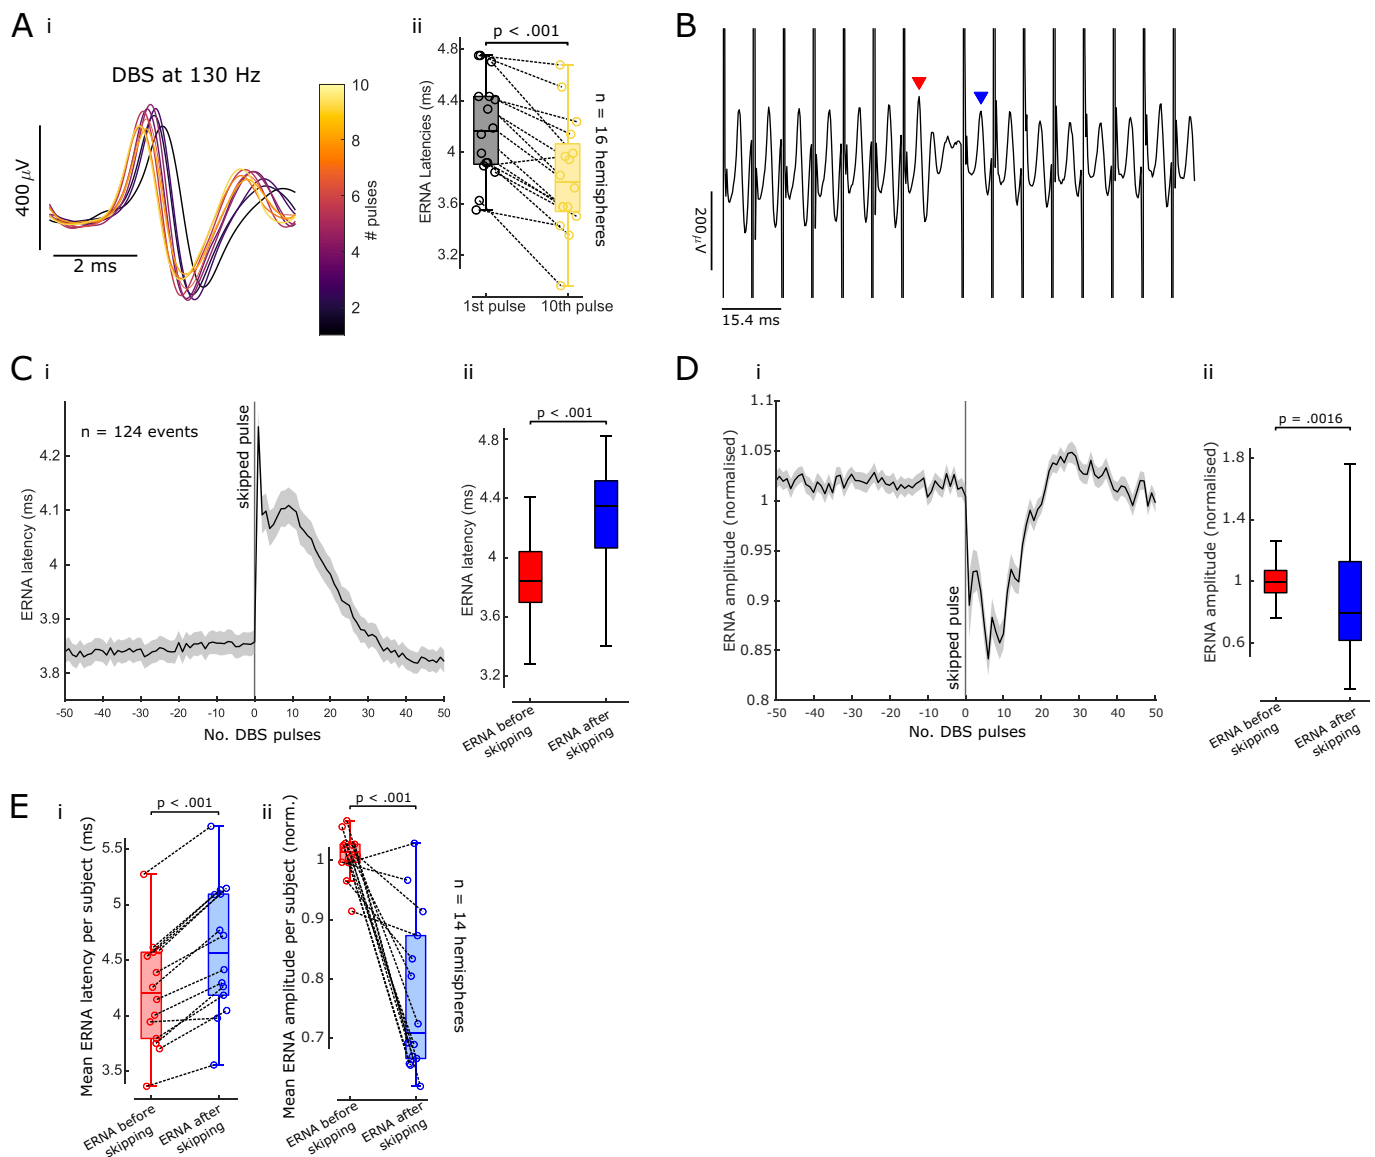 A
i
DBS at 130 Hz
400 µV
2 ms
10
8
6
4
2
# pulses
ii
p < .001
4.8
4.4
4
3.6
3.2
ERNA Latencies (ms)
1st pulse
10th pulse
n = 16 hemispheres
B
200 µV
15.4 ms
C
i
n = 124 events
skipped pulse
4.2
4.1
4
3.9
3.8
ERNA latency (ms)
-50 -40 -30 -20 -10 0 10 20 30 40 50
No. DBS pulses
ii
p < .001
4.8
4.4
4
3.6
3.2
ERNA latency (ms)
ERNA before
skipping
ERNA after
skipping
D
i
1.1
1.05
1
0.95
0.9
0.85
0.8
ERNA amplitude (normalised)
skipped pulse
-50 -40 -30 -20 -10 0 10 20 30 40 50
No. DBS pulses
ii
p = .0016
1.8
1.4
1
0.6
ERNA amplitude (normalised)
ERNA before
skipping
ERNA after
skipping
E
i
p < .001
5.5
5
4.5
4
3.5
Mean ERNA latency per subject (ms)
ERNA before
skipping
ERNA after
skipping
ii
p < .001
1
0.9
0.8
0.7
Mean ERNA amplitude per subject (norm.)
ERNA before
skipping
ERNA after
skipping
n = 14 hemispheres